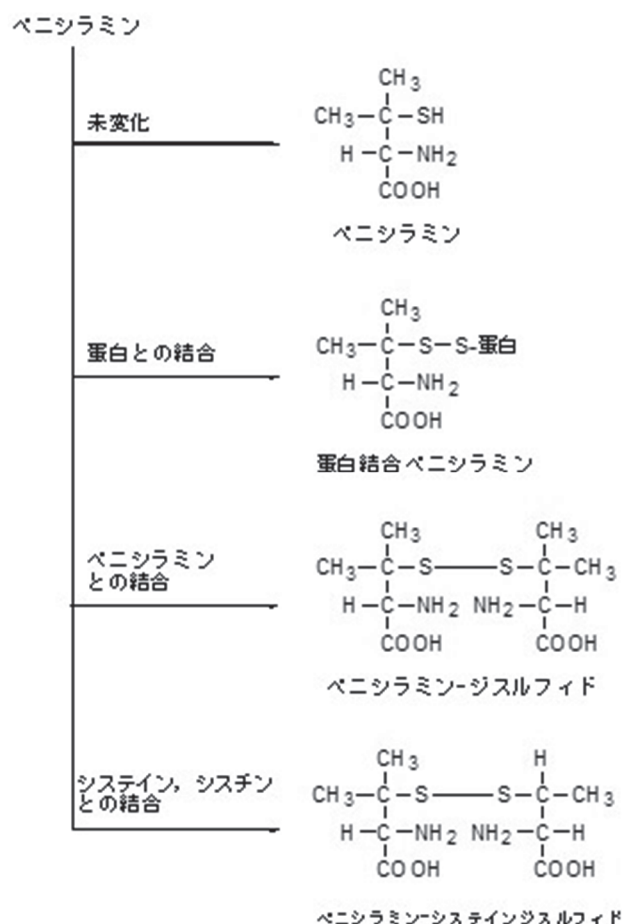 ペニシラミン
未変化
CH3
CH3-C-SH
H-C-NH2
COOH
ペニシラミン
蛋白との結合
CH3
CH3-C-S-S-蛋白
H-C-NH2
COOH
蛋白結合ペニシラミン
ペニシラミン
との結合
CH3 CH3
CH3-C-S-S-C-CH3
H-C-NH2 NH2-C-H
COOH COOH
ペニシラミン-ジスルフィド
システイン，シスチン
との結合
CH3 H
CH3-C-S-S-C-CH3
H-C-NH2 NH2-C-H
COOH COOH
ペニシラミン-システインジスルフィド